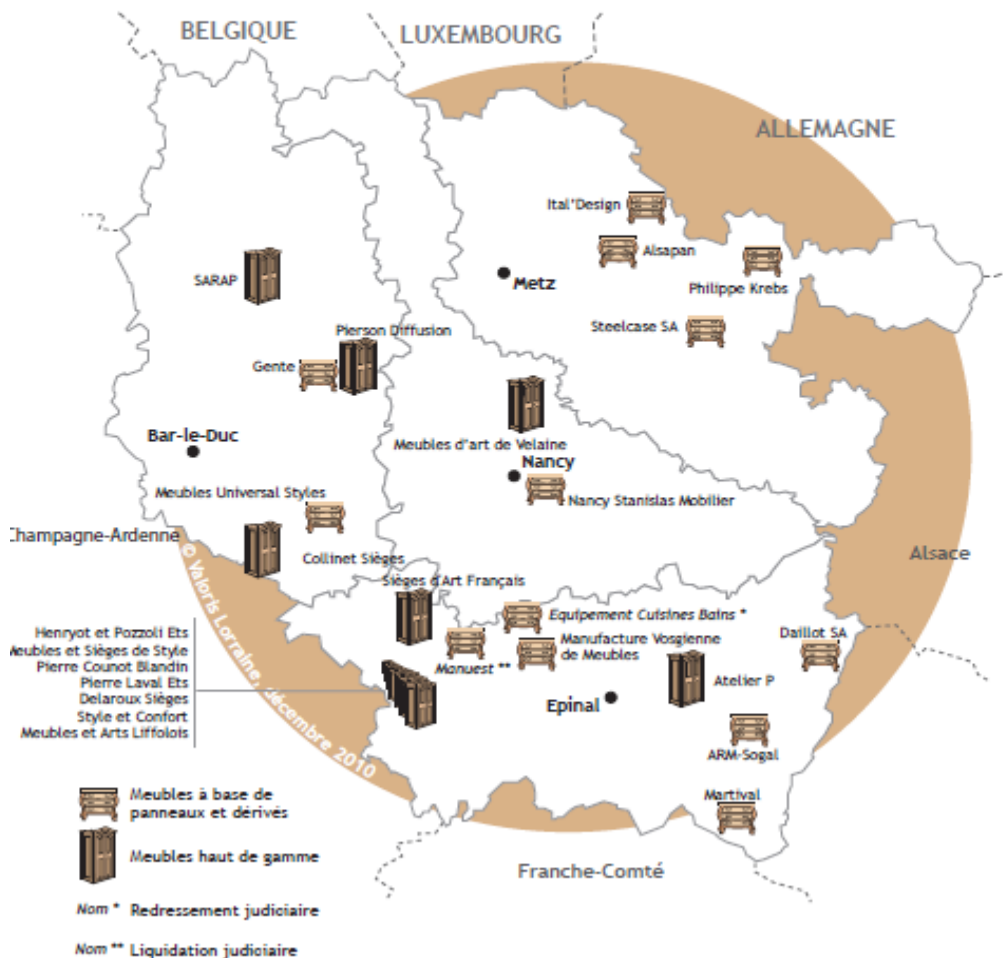 BELGIQUE
LUXEMBOURG
ALLEMAGNE
Ital'Design
Alsapan
SARAP
Metz
Philippe Krebs
Pierson Diffusion
Steelcase SA
Gente
Bar-le-Duc
Meubles d'art de Velaine
Nancy
Meubles Universal Styles
Nancy Stanislas Mobilier
Champagne-Ardenne
Collinet Sièges
Alsace
Sièges d'Art Français
Equipement Cuisines Bains *
Henryot et Pozzoli Ets
Meubles et Sièges de Style
Pierre Counot Blandin
Pierre Laval Ets
Delaroux Sièges
Style et Confort
Meubles et Arts Liffolois
Manuest **
Manufacture Vosgienne
de Meubles
Daillot SA
Atelier P
Epinal
ARM-Sogal
Martival
© Valoris Lorraine, décembre 2010
Franche-Comté
Meubles à base de
panneaux et dérivés
Meubles haut de gamme
Nom * Redressement judiciaire
Nom ** Liquidation judiciaire